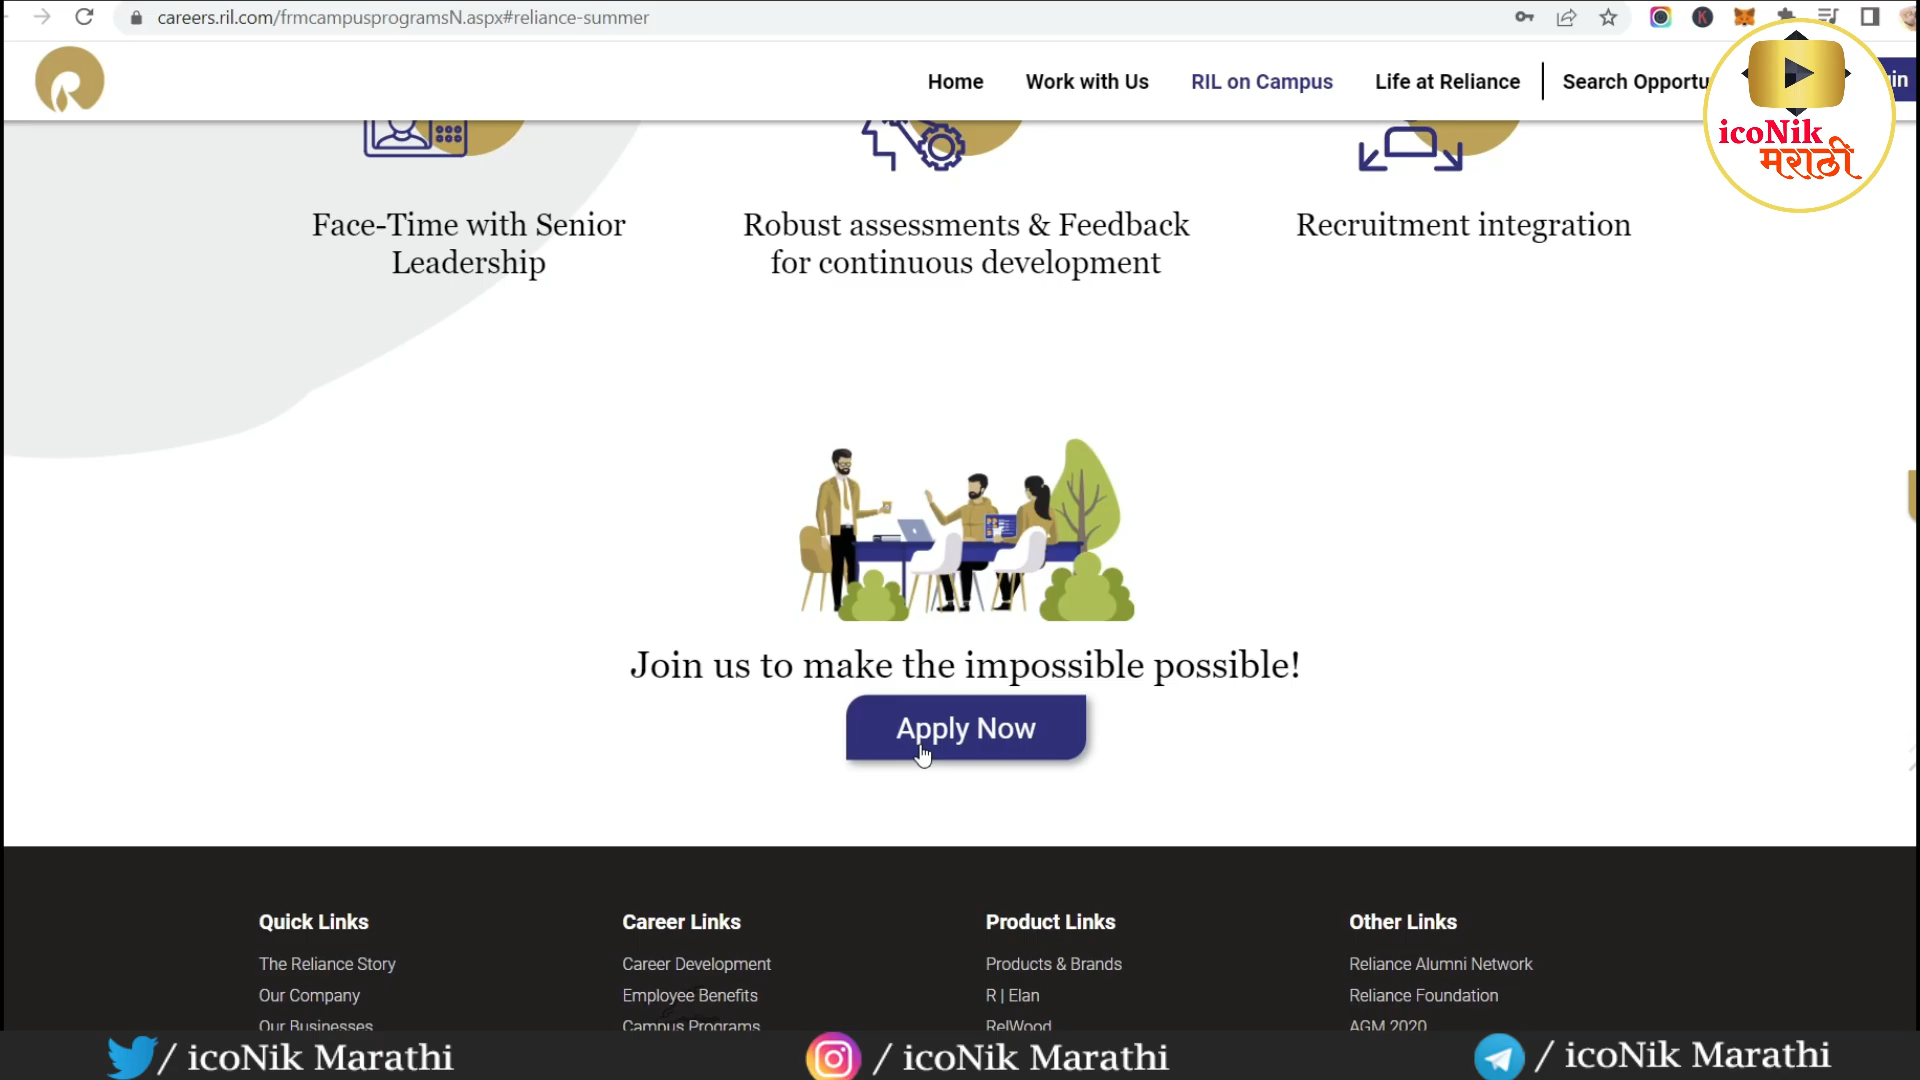 careers.ril.com/frmcampusprogramsN.aspx#reliance-summer
Home Work with Us RIL on Campus Life at Reliance Search Opportu
icoNik
मराठी
Face-Time with Senior
Leadership
Robust assessments & Feedback
for continuous development
Recruitment integration
Join us to make the impossible possible!
Apply Now
Quick Links
The Reliance Story
Our Company
Our Businesses
Career Links
Career Development
Employee Benefits
Campus Programs
Product Links
Products & Brands
R | Elan
RelWood
Other Links
Reliance Alumni Network
Reliance Foundation
AGM 2020
/ icoNik Marathi
/ icoNik Marathi
/ icoNik Marathi